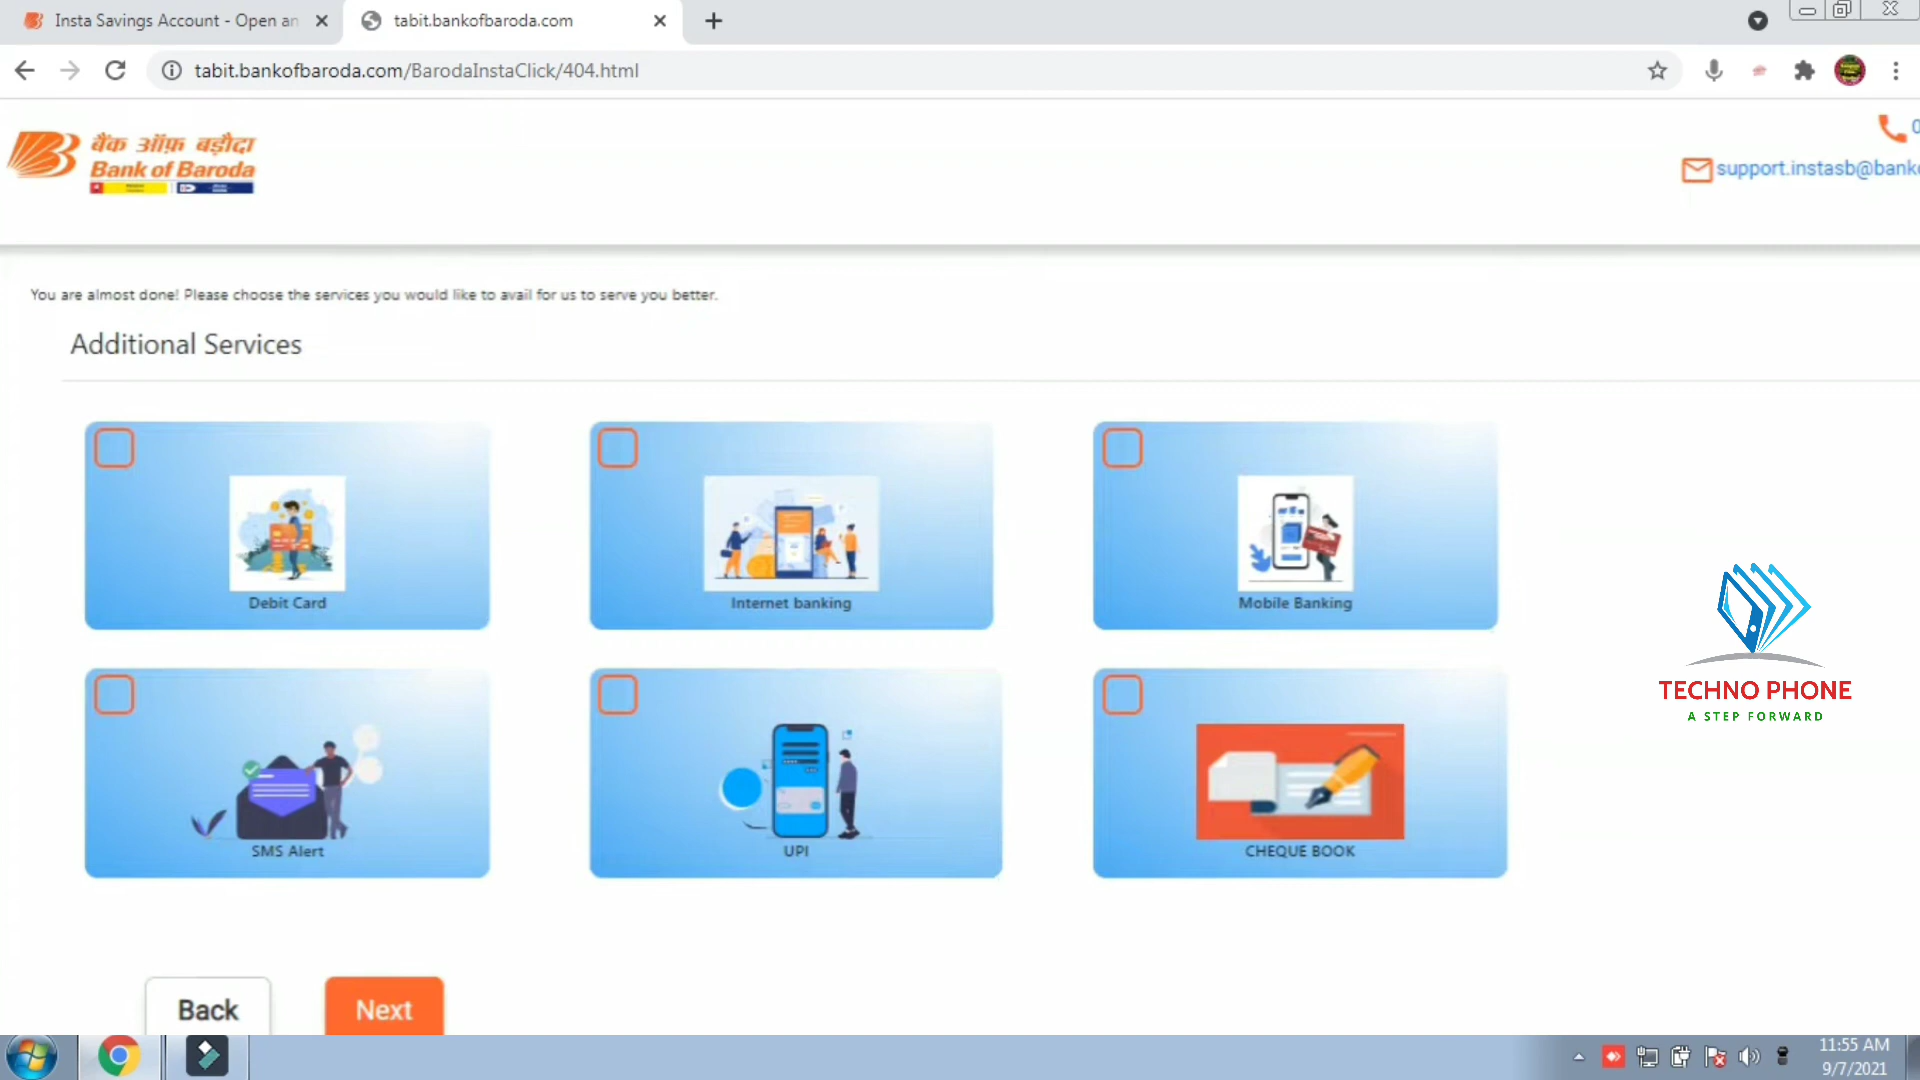 Insta Savings Account - Open an
tabit.bankofbaroda.com
tabit.bankofbaroda.com/BarodaInstaClick/404.html
बैंक ऑफ़ बड़ौदा
Bank of Baroda
0
support.instasb@banko
You are almost done! Please choose the services you would like to avail for us to serve you better.
Additional Services
Debit Card
Internet banking
Mobile Banking
SMS Alert
UPI
CHEQUE BOOK
TECHNO PHONE
A STEP FORWARD
Back
Next
11:55 AM
9/7/2021